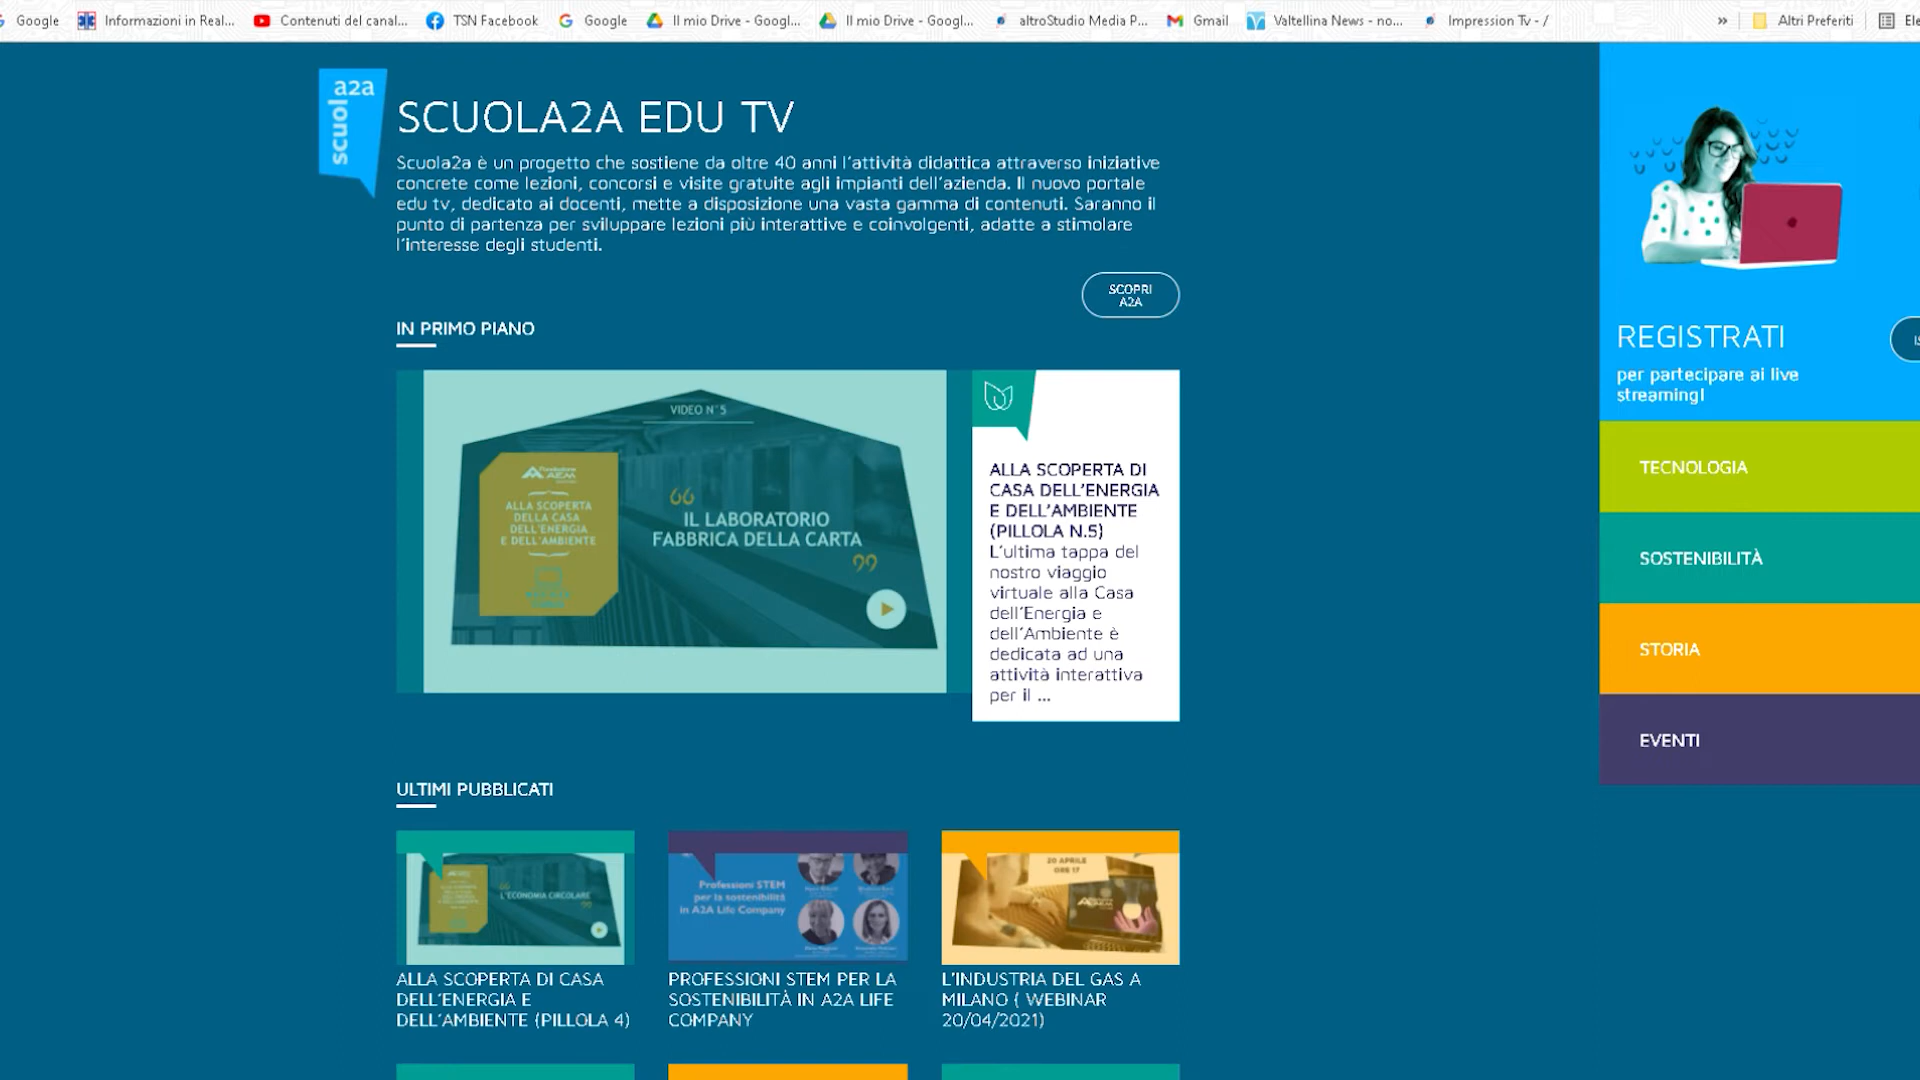 Google
Informazioni in Real...
Contenuti del canal...
TSN Facebook
Google
Il mio Drive - Googl...
Il mio Drive - Googl...
altroStudio Media P...
Gmail
Valtellina News - no...
Impression Tv - /
»
Altri Preferiti
Ele
scuola2a
SCUOLA2A EDU TV
Scuola2a è un progetto che sostiene da oltre 40 anni l'attività didattica attraverso iniziative
concrete come lezioni, concorsi e visite gratuite agli impianti dell'azienda. Il nuovo portale
edu tv, dedicato ai docenti, mette a disposizione una vasta gamma di contenuti. Saranno il
punto di partenza per sviluppare lezioni più interattive e coinvolgenti, adatte a stimolare
l'interesse degli studenti.
SCOPRI
A2A
IN PRIMO PIANO
VIDEO N°5
Fondazione
AEM
ALLA SCOPERTA
DELLA CASA
DELL'ENERGIA
E DELL'AMBIENTE
“
IL LABORATORIO
FABBRICA DELLA CARTA
”
ALLA SCOPERTA DI
CASA DELL'ENERGIA
E DELL'AMBIENTE
(PILLOLA N.5)
L'ultima tappa del
nostro viaggio
virtuale alla Casa
dell'Energia e
dell'Ambiente è
dedicata ad una
attività interattiva
per il ...
REGISTRATI
per partecipare ai live
streaming!
TECNOLOGIA
SOSTENIBILITÀ
STORIA
EVENTI
ULTIMI PUBBLICATI
“
L'ECONOMIA CIRCOLARE
”
Professioni STEM
per la sostenibilità
in A2A Life Company
20 APRILE
ORE 17
ALLA SCOPERTA DI CASA
DELL'ENERGIA E
DELL'AMBIENTE (PILLOLA 4)
PROFESSIONI STEM PER LA
SOSTENIBILITÀ IN A2A LIFE
COMPANY
L'INDUSTRIA DEL GAS A
MILANO ( WEBINAR
20/04/2021)